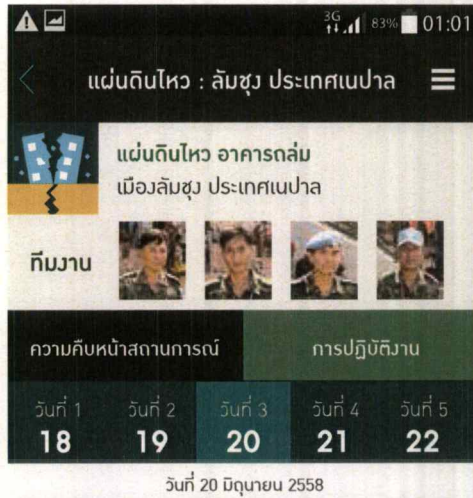 3G 83% 01:01
แผ่นดินไหว : ลัมชุง ประเทศเนปาล
แผ่นดินไหว อาคารถล่ม
เมืองลัมชุง ประเทศเนปาล
ทีมงาน
ความคืบหน้าสถานการณ์ การปฏิบัติงาน
วันที่ 1 วันที่ 2 วันที่ 3 วันที่ 4 วันที่ 5
18 19 20 21 22
วันที่ 20 มิถุนายน 2558